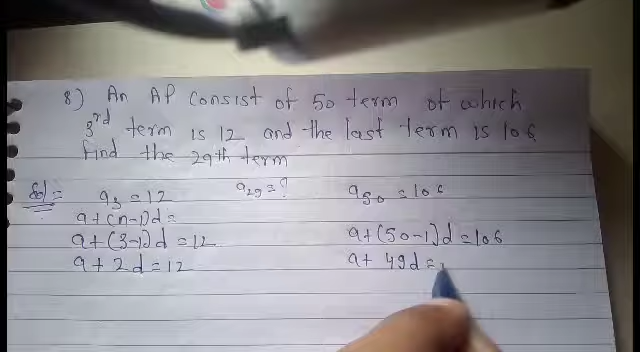 8) An AP consist of 50 term of which
3rd term is 12 and the last term is 106
Find the 29th term
Sol = a3 = 12 a29 = ? a50 = 106
a+(n-1)d =
a+(3-1)d = 12 a+(50-1)d = 106
a+2d = 12 a+ 49d =